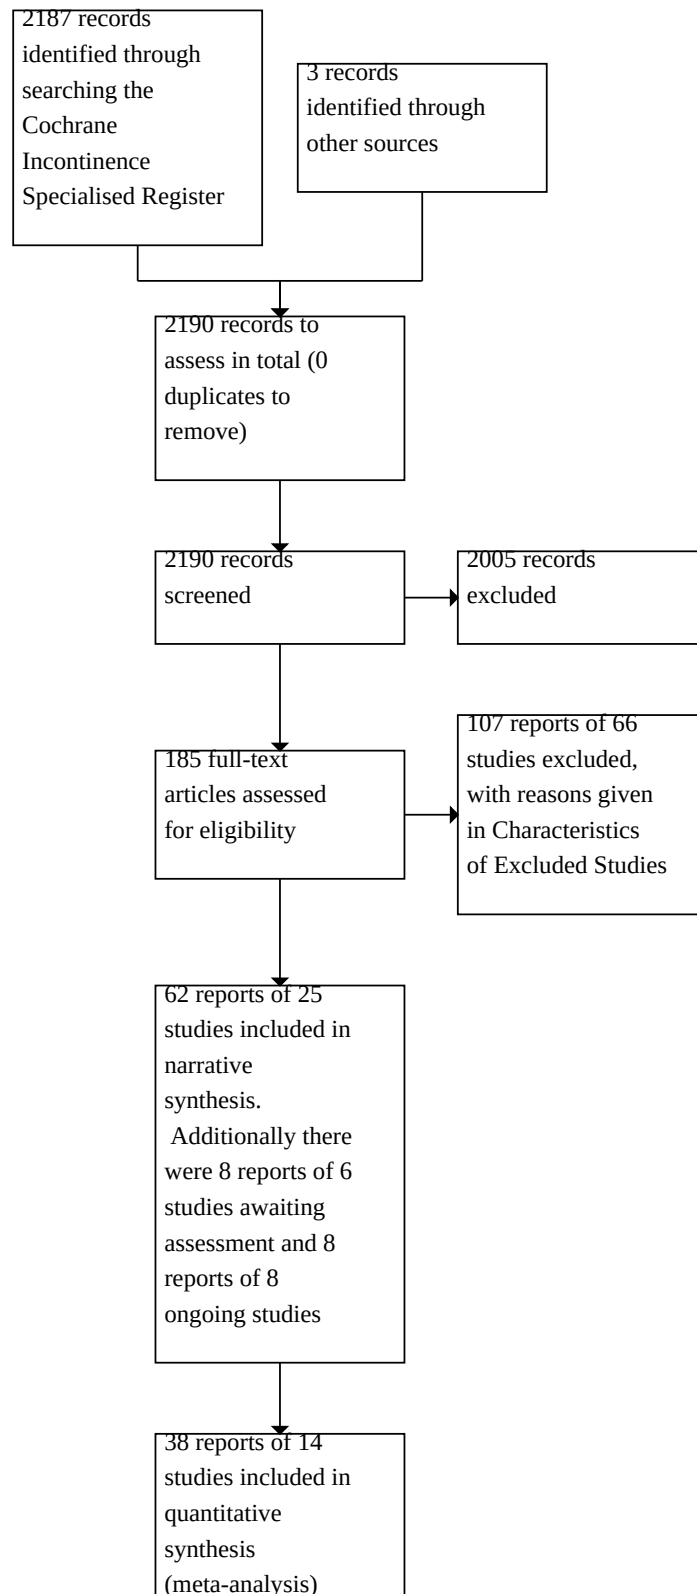 2187 records
identified through
searching the
Cochrane
Incontinence
Specialised Register
3 records
identified through
other sources
2190 records to
assess in total (0
duplicates to
remove)
2190 records
screened
2005 records
excluded
185 full-text
articles assessed
for eligibility
107 reports of 66
studies excluded,
with reasons given
in Characteristics
of Excluded Studies
62 reports of 25
studies included in
narrative
synthesis.
Additionally there
were 8 reports of 6
studies awaiting
assessment and 8
reports of 8
ongoing studies
38 reports of 14
studies included in
quantitative
synthesis
(meta-analysis)